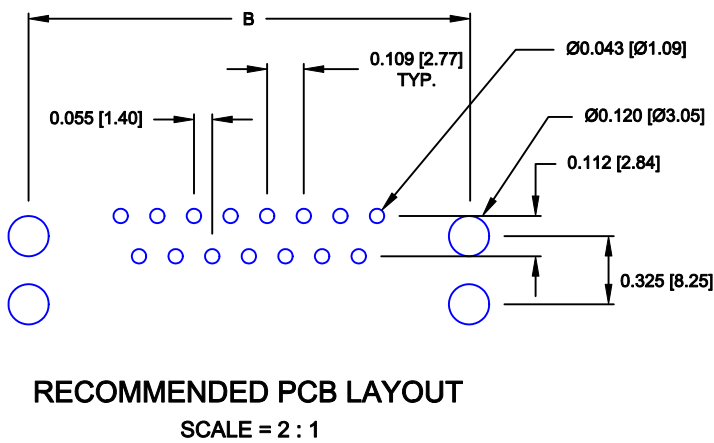 B
0.109 [2.77]
TYP.
Ø0.043 [Ø1.09]
0.055 [1.40]
Ø0.120 [Ø3.05]
0.112 [2.84]
0.325 [8.25]
RECOMMENDED PCB LAYOUT
SCALE = 2 : 1